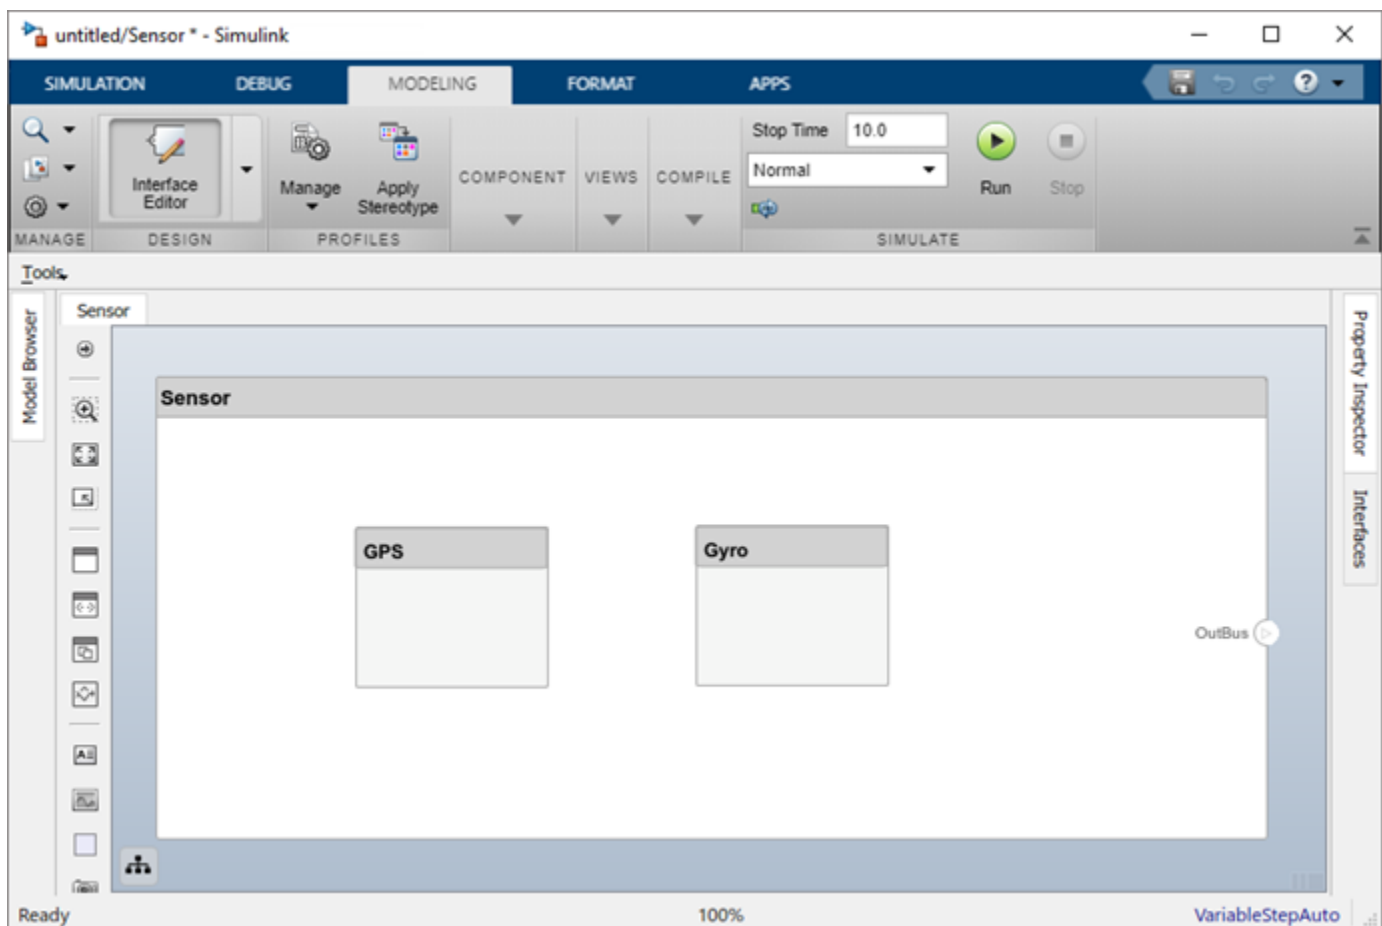 untitled/Sensor * - Simulink
SIMULATION
DEBUG
MODELING
FORMAT
APPS
?
Interface
Editor
Manage
Apply
Stereotype
COMPONENT
VIEWS
COMPILE
Stop Time
10.0
Normal
Run
Stop
MANAGE
DESIGN
PROFILES
SIMULATE
Tools
Model Browser
Sensor
Sensor
GPS
Gyro
OutBus
Property Inspector
Interfaces
A
Ready
100%
VariableStepAuto